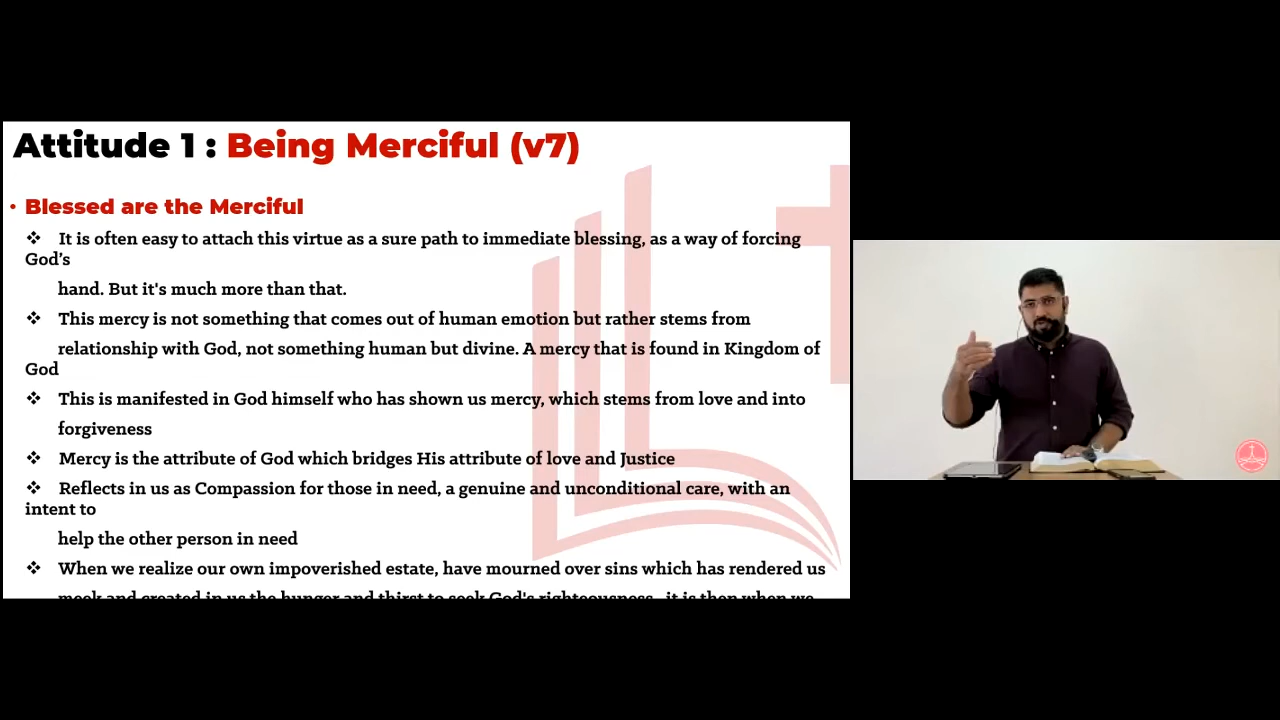 Attitude 1 : Being Merciful (v7)
• Blessed are the Merciful
❖ It is often easy to attach this virtue as a sure path to immediate blessing, as a way of forcing
God’s
hand. But it's much more than that.
❖ This mercy is not something that comes out of human emotion but rather stems from
relationship with God, not something human but divine. A mercy that is found in Kingdom of
God
❖ This is manifested in God himself who has shown us mercy, which stems from love and into
forgiveness
❖ Mercy is the attribute of God which bridges His attribute of love and Justice
❖ Reflects in us as Compassion for those in need, a genuine and unconditional care, with an
intent to
help the other person in need
❖ When we realize our own impoverished estate, have mourned over sins which has rendered us
meek and created in us the hunger and thirst to seek God's righteousness, it is then when we